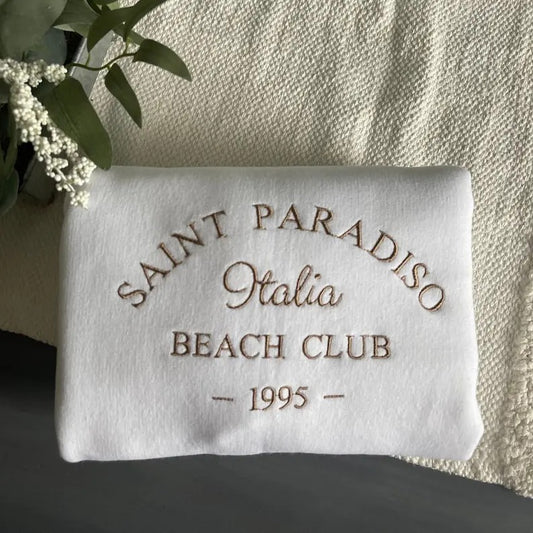 SAINT PARADISO
Italia
BEACH CLUB
- 1995 -